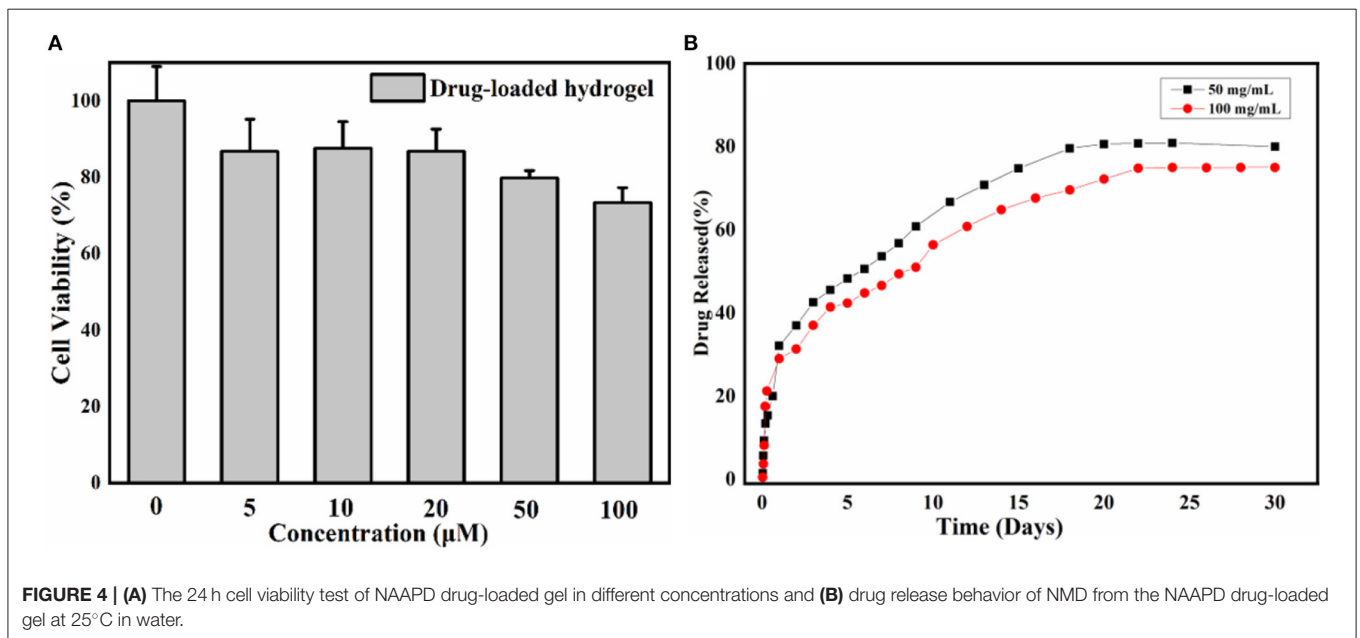 A
Drug-loaded hydrogel
Cell Viability (%)
100
80
60
40
20
0
0 5 10 20 50 100
Concentration (µM)
B
50 mg/mL
100 mg/mL
Drug Released(%)
100
80
60
40
20
0
0 5 10 15 20 25 30
Time (Days)
FIGURE 4 | (A) The 24 h cell viability test of NAAPD drug-loaded gel in different concentrations and (B) drug release behavior of NMD from the NAAPD drug-loaded
gel at 25°C in water.